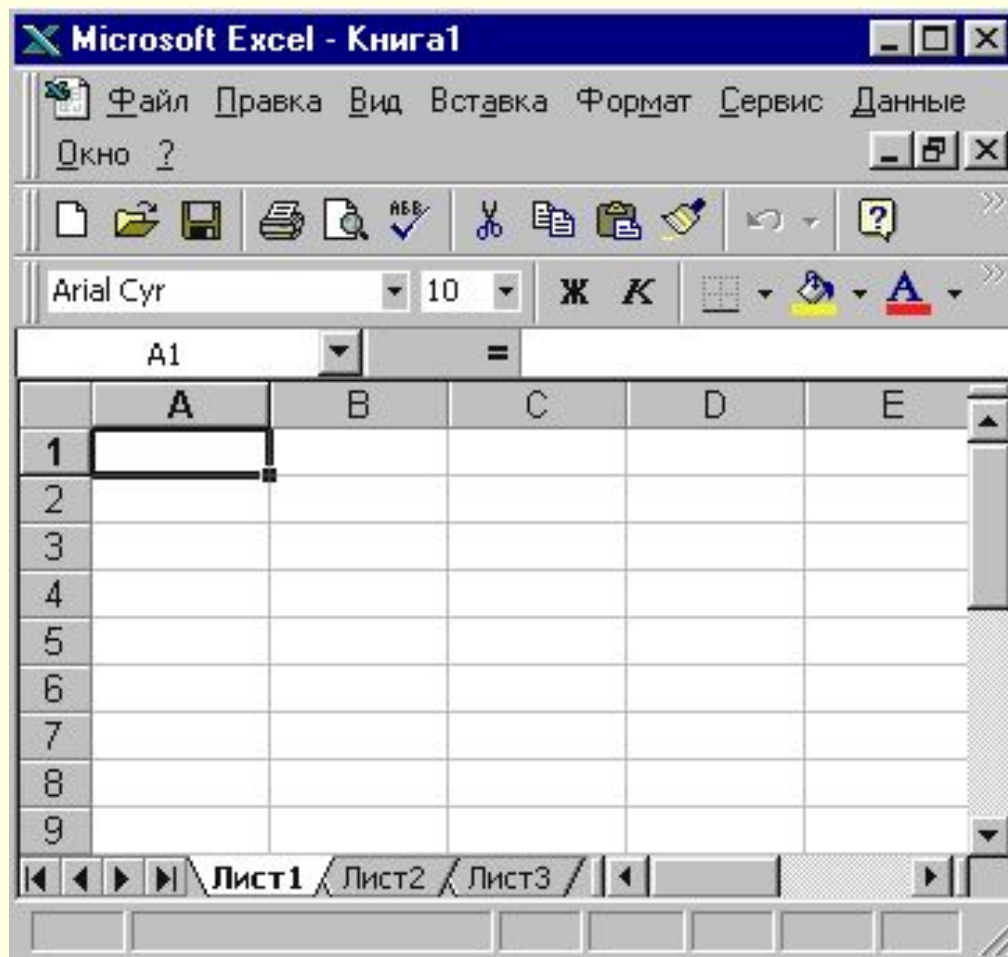 Microsoft Excel - Книга1
Файл Правка Вид Вставка Формат Сервис Данные
Окно ?
АБВ
?
Arial Cyr 10 Ж К А
A1 =
A B C D E
1
2
3
4
5
6
7
8
9
Лист1 Лист2 Лист3